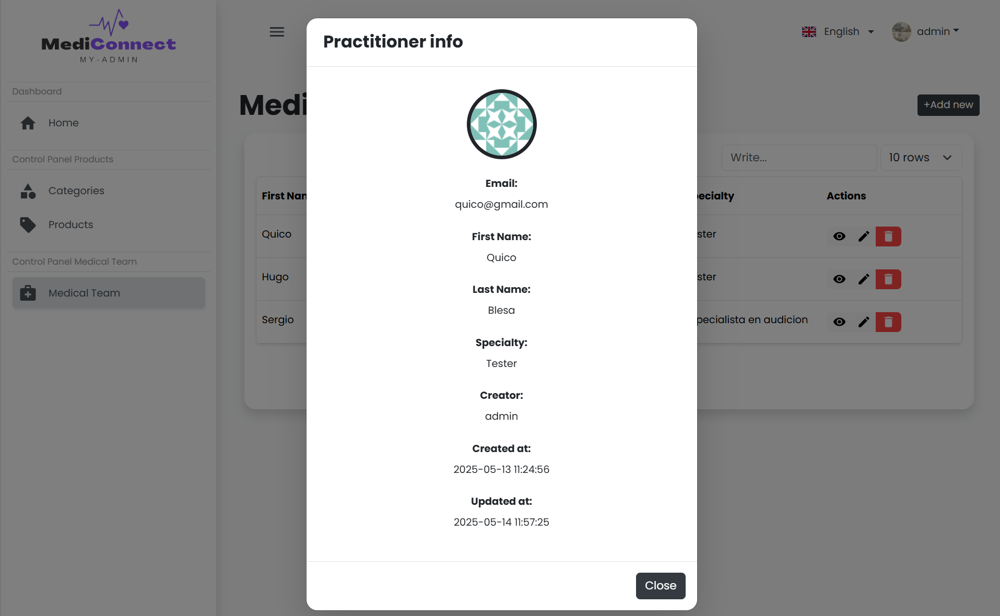 MediConnect
MY-ADMIN
Dashboard
Home
Control Panel Products
Categories
Products
Control Panel Medical Team
Medical Team
English
admin
Medi
+Add new
Write...
10 rows
First Nan
ecialty
Actions
Quico
ster
Hugo
ster
Sergio
pecialista en audicion
Practitioner info
Email:
quico@gmail.com
First Name:
Quico
Last Name:
Blesa
Specialty:
Tester
Creator:
admin
Created at:
2025-05-13 11:24:56
Updated at:
2025-05-14 11:57:25
Close